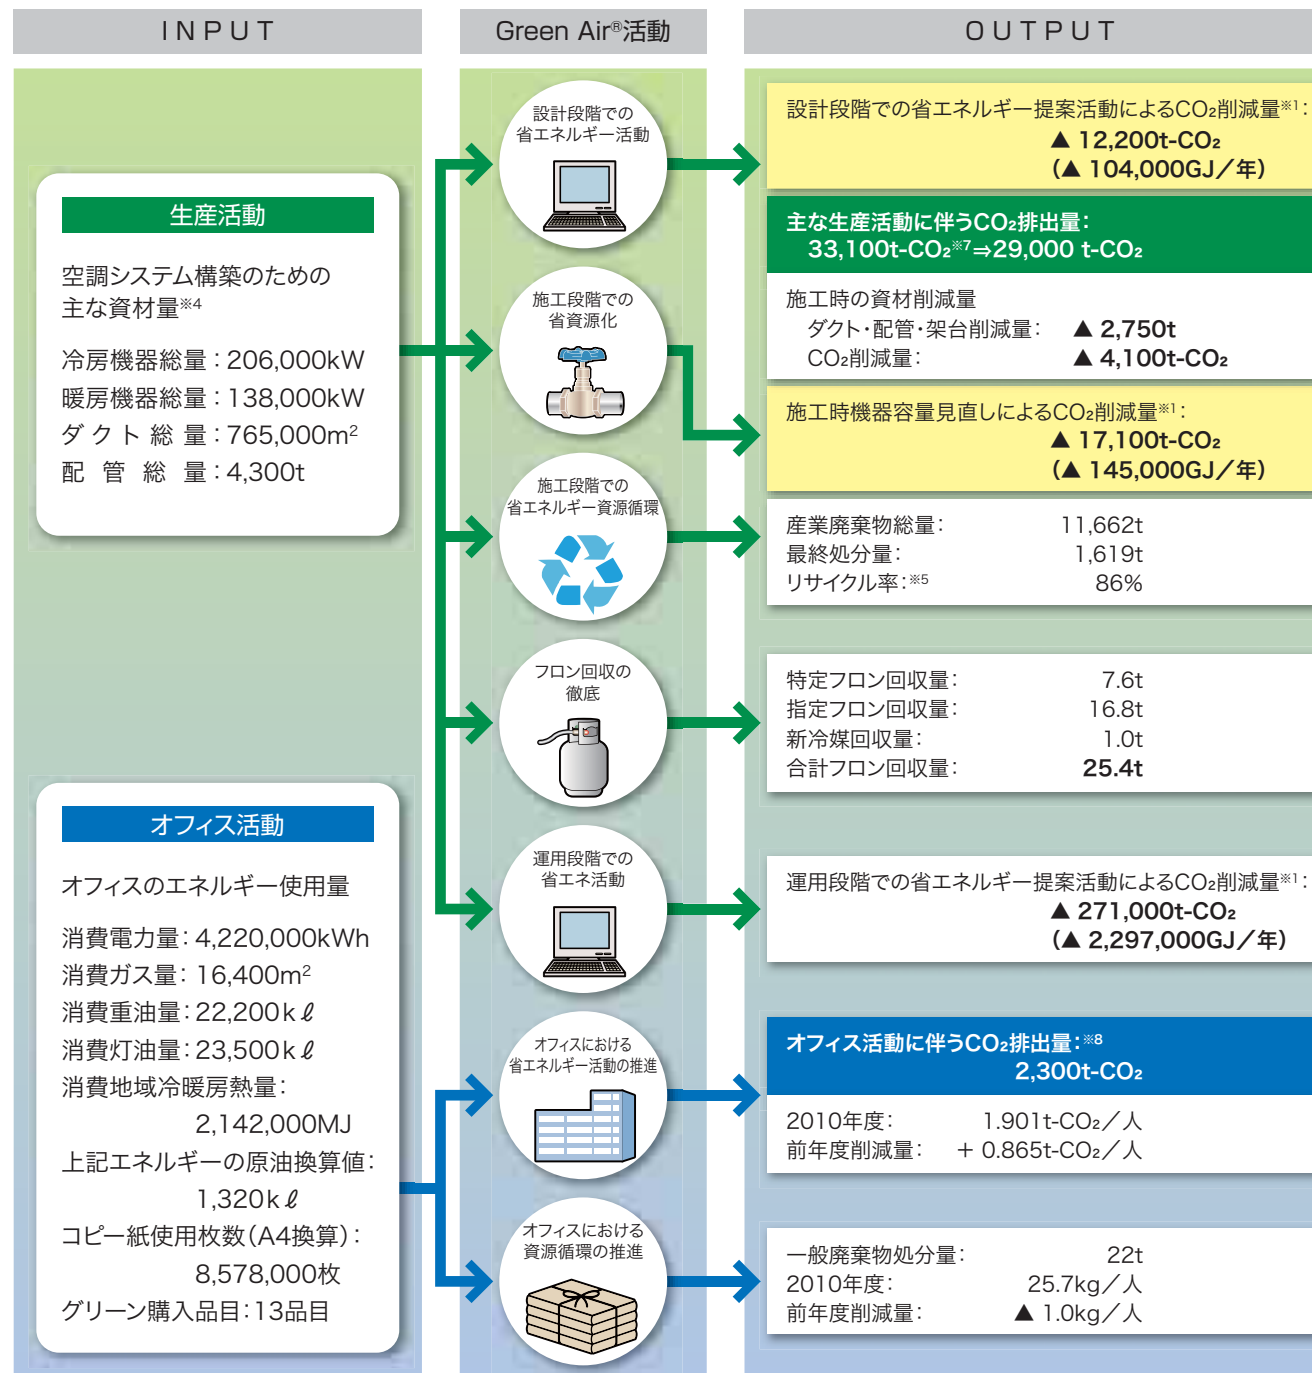 INPUT
生産活動
空調システム構築のための
主な資材量※4
冷房機器総量：206,000kW
暖房機器総量：138,000kW
ダクト総量：765,000m²
配管総量：4,300t
オフィス活動
オフィスのエネルギー使用量
消費電力量：4,220,000kWh
消費ガス量：16,400m²
消費重油量：22,200kℓ
消費灯油量：23,500kℓ
消費地域冷暖房熱量：
2,142,000MJ
上記エネルギーの原油換算値：
1,320kℓ
コピー紙使用枚数（A4換算）：
8,578,000枚
グリーン購入品目：13品目
Green Air®活動
設計段階での
省エネルギー活動
施工段階での
省資源化
施工段階での
省エネルギー資源循環
フロン回収の
徹底
運用段階での
省エネ活動
オフィスにおける
省エネルギー活動の推進
オフィスにおける
資源循環の推進
OUTPUT
設計段階での省エネルギー提案活動によるCO₂削減量※1：
▲ 12,200t-CO₂
（▲ 104,000GJ／年）
主な生産活動に伴うCO₂排出量：
33,100t-CO₂※7⇒29,000 t-CO₂
施工時の資材削減量
ダクト・配管・架台削減量： ▲ 2,750t
CO₂削減量： ▲ 4,100t-CO₂
施工時機器容量見直しによるCO₂削減量※1：
▲ 17,100t-CO₂
（▲ 145,000GJ／年）
産業廃棄物総量： 11,662t
最終処分量： 1,619t
リサイクル率：※5 86%
特定フロン回収量： 7.6t
指定フロン回収量： 16.8t
新冷媒回収量： 1.0t
合計フロン回収量： 25.4t
運用段階での省エネルギー提案活動によるCO₂削減量※1：
▲ 271,000t-CO₂
（▲ 2,297,000GJ／年）
オフィス活動に伴うCO₂排出量：※8
2,300t-CO₂
2010年度： 1.901t-CO₂／人
前年度削減量： ＋ 0.865t-CO₂／人
一般廃棄物処分量： 22t
2010年度： 25.7kg／人
前年度削減量： ▲ 1.0kg／人